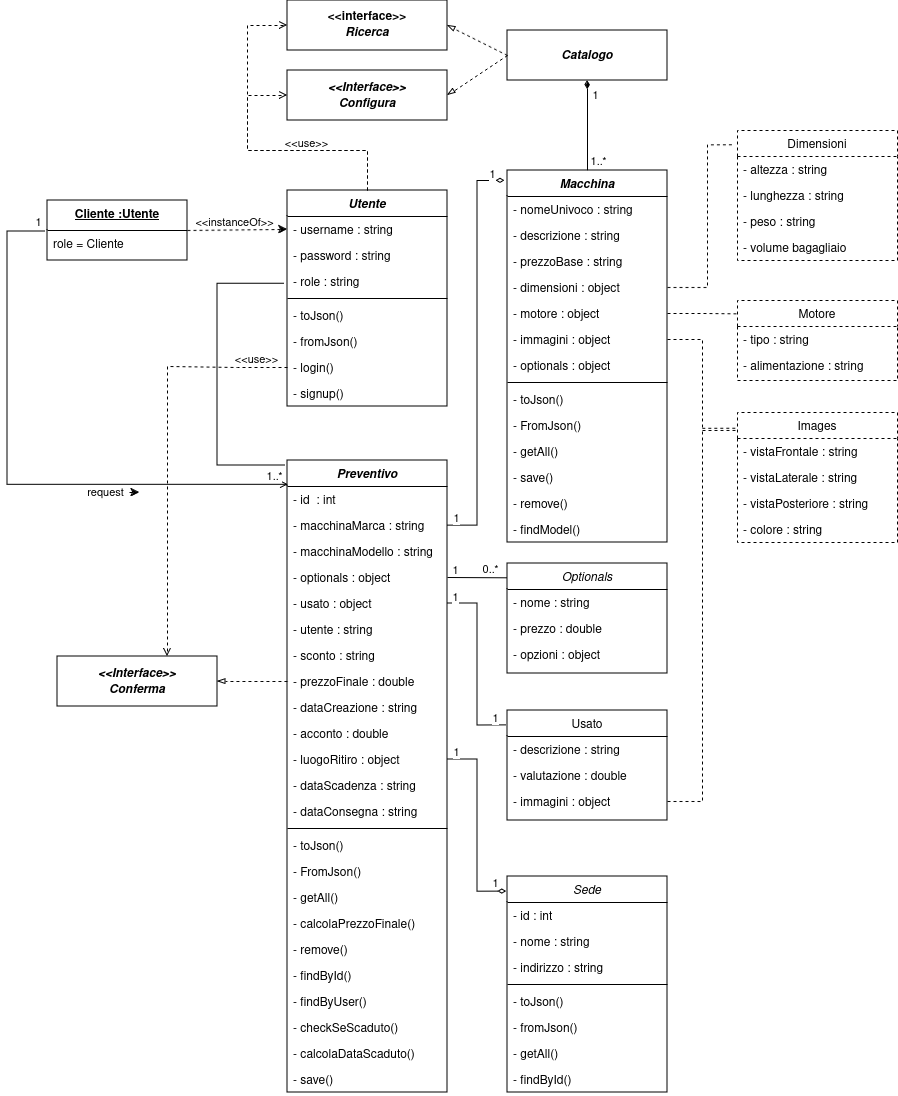 <<interface>>
Ricerca
<<Interface>>
Configura
<<use>>
Catalogo
1
1..*
Cliente :Utente
role = Cliente
1
<<instanceOf>>
Utente
- username : string
- password : string
- role : string
- toJson()
- fromJson()
- login()
- signup()
<<use>>
1
Macchina
- nomeUnivoco : string
- descrizione : string
- prezzoBase : string
- dimensioni : object
- motore : object
- immagini : object
- optionals : object
- toJson()
- FromJson()
- getAll()
- save()
- remove()
- findModel()
Dimensioni
- altezza : string
- lunghezza : string
- peso : string
- volume bagagliaio
Motore
- tipo : string
- alimentazione : string
Images
- vistaFrontale : string
- vistaLaterale : string
- vistaPosteriore : string
- colore : string
request
1..*
Preventivo
- id  : int
- macchinaMarca : string
- macchinaModello : string
- optionals : object
- usato : object
- utente : string
- sconto : string
- prezzoFinale : double
- dataCreazione : string
- acconto : double
- luogoRitiro : object
- dataScadenza : string
- dataConsegna : string
- toJson()
- FromJson()
- getAll()
- calcolaPrezzoFinale()
- remove()
- findById()
- findByUser()
- checkSeScaduto()
- calcolaDataScaduto()
- save()
<<Interface>>
Conferma
1
1
0..*
Optionals
- nome : string
- prezzo : double
- opzioni : object
1
1
Usato
- descrizione : string
- valutazione : double
- immagini : object
1
1
Sede
- id : int
- nome : string
- indirizzo : string
- toJson()
- fromJson()
- getAll()
- findById()